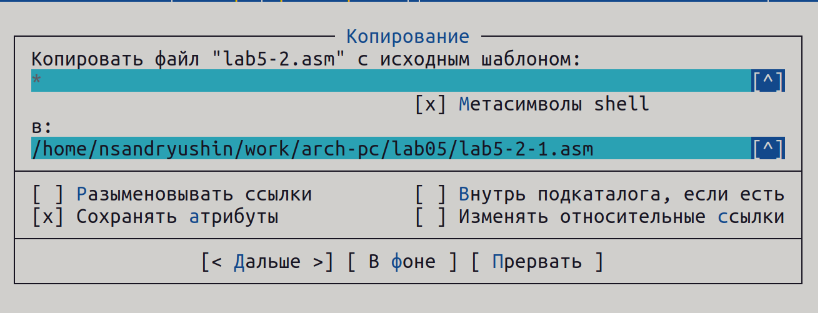 Копирование
Копировать файл "lab5-2.asm" с исходным шаблоном:
* [^]
[x] Метасимволы shell
в:
/home/nsandryushin/work/arch-pc/lab05/lab5-2-1.asm [^]
[ ] Разыменовывать ссылки [ ] Внутрь подкаталога, если есть
[x] Сохранять атрибуты [ ] Изменять относительные ссылки
[< Дальше >] [ В фоне ] [ Прервать ]